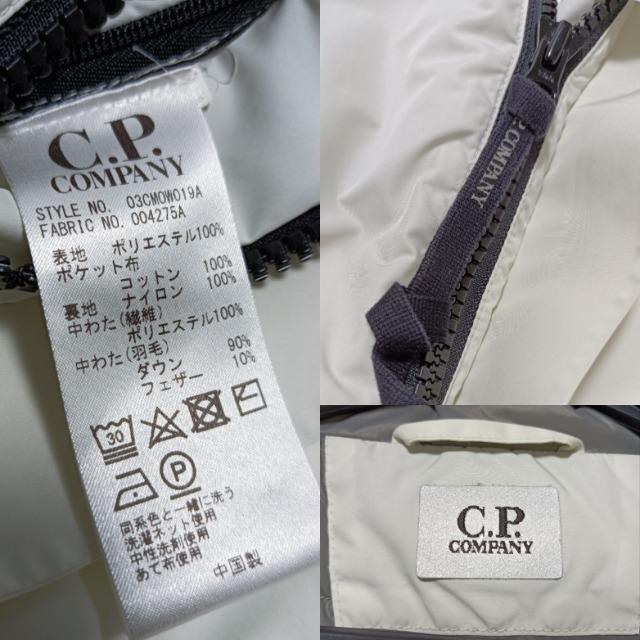 C.P.
COMPANY
STYLE NO. 03CMOW019A
FABRIC NO. 004275A
表地 ポリエステル100%
ポケット布
コットン 100%
裏地 ナイロン 100%
中わた(繊維)
ポリエステル100%
中わた(羽毛)
ダウン 90%
フェザー 10%
30
P
同系色と一緒に洗う
洗濯ネット使用
中性洗剤使用
あて布使用
中国製
COMPANY
C.P.
COMPANY